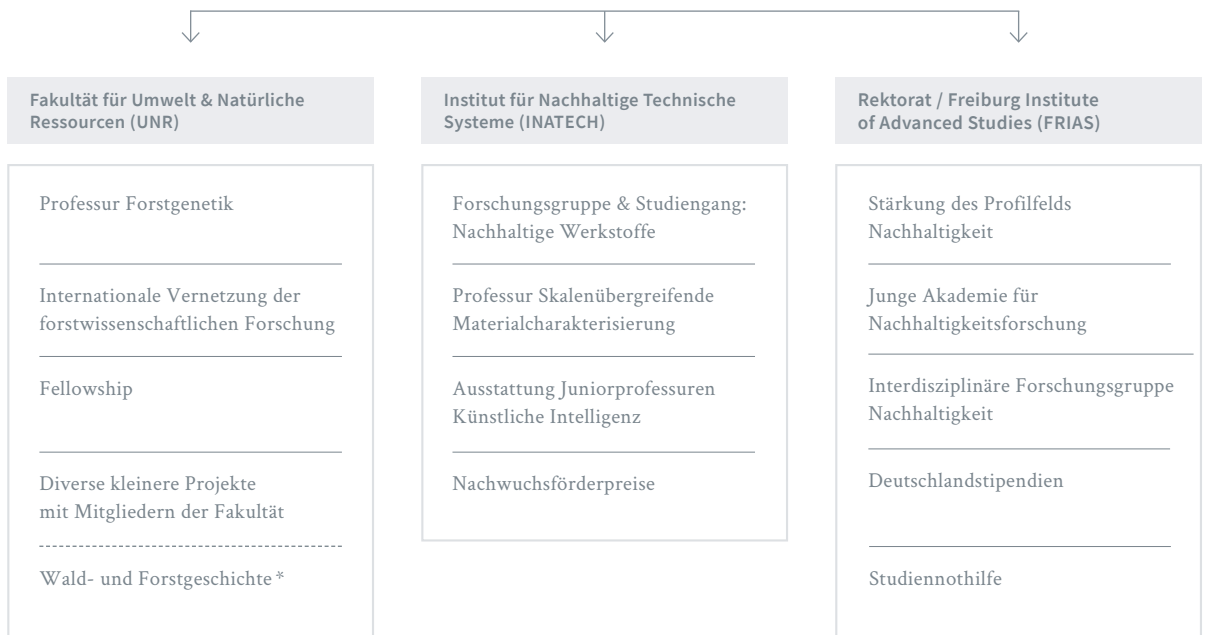 Fakultät für Umwelt & Natürliche
Ressourcen (UNR)
Professur Forstgenetik
Internationale Vernetzung der
forstwissenschaftlichen Forschung
Fellowship
Diverse kleinere Projekte
mit Mitgliedern der Fakultät
Wald- und Forstgeschichte *
Institut für Nachhaltige Technische
Systeme (INATECH)
Forschungsgruppe & Studiengang:
Nachhaltige Werkstoffe
Professur Skalenübergreifende
Materialcharakterisierung
Ausstattung Juniorprofessuren
Künstliche Intelligenz
Nachwuchsförderpreise
Rektorat / Freiburg Institute
of Advanced Studies (FRIAS)
Stärkung des Profilfelds
Nachhaltigkeit
Junge Akademie für
Nachhaltigkeitsforschung
Interdisziplinäre Forschungsgruppe
Nachhaltigkeit
Deutschlandstipendien
Studiennothilfe